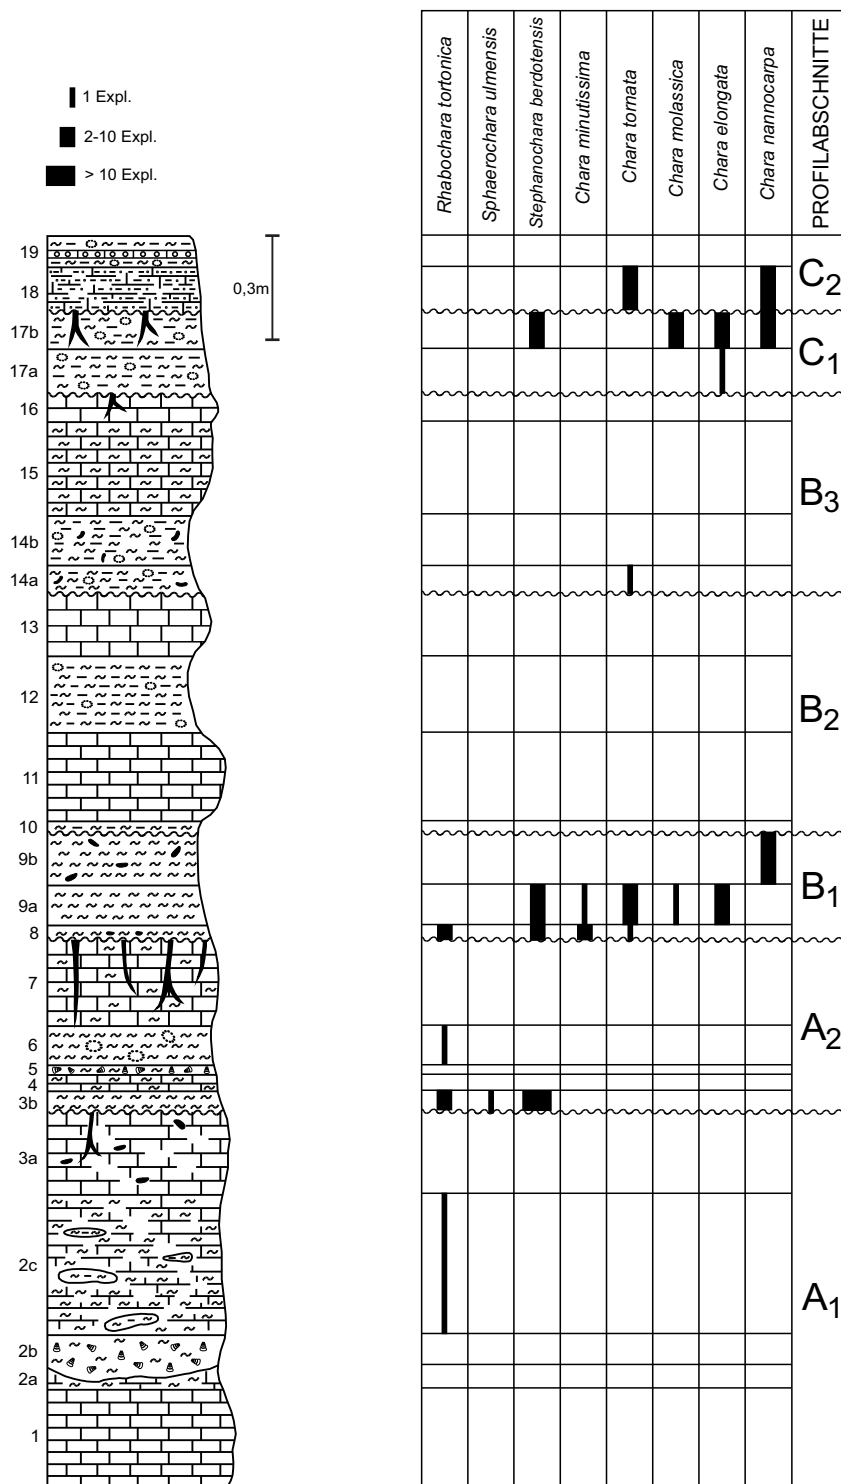 1 Expl.
2-10 Expl.
> 10 Expl.
Rhabochara tortonica
Sphaerochara ulmensis
Stephanochara berdotensis
Chara minutissima
Chara tornata
Chara molassica
Chara elongata
Chara nannocarpa
PROFILABSCHNITTE
0,3m
19
18
17b
17a
16
15
14b
14a
13
12
11
10
9b
9a
8
7
6
5
4
3b
3a
2c
2b
2a
1
C2
C1
B3
B2
B1
A2
A1